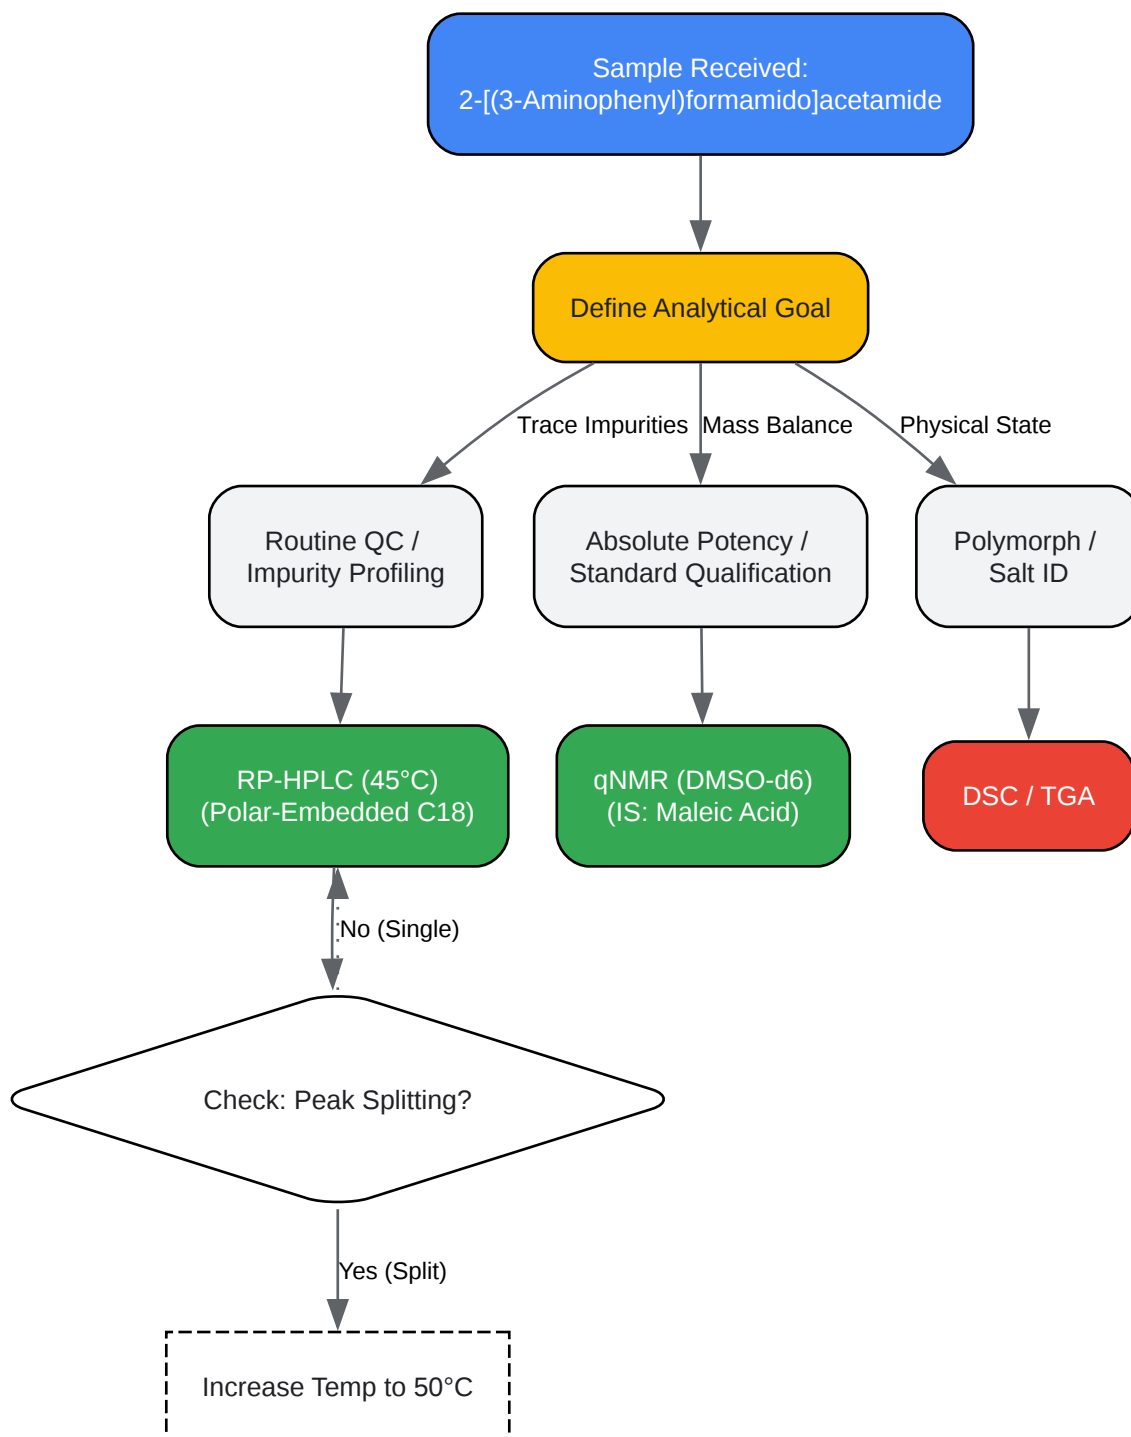 Sample Received:
2-[(3-Aminophenyl)formamido]acetamide
Define Analytical Goal
Trace Impurities
Mass Balance
Physical State
Routine QC /
Impurity Profiling
Absolute Potency /
Standard Qualification
Polymorph /
Salt ID
RP-HPLC (45°C)
(Polar-Embedded C18)
qNMR (DMSO-d6)
(IS: Maleic Acid)
DSC / TGA
No (Single)
Check: Peak Splitting?
Yes (Split)
Increase Temp to 50°C